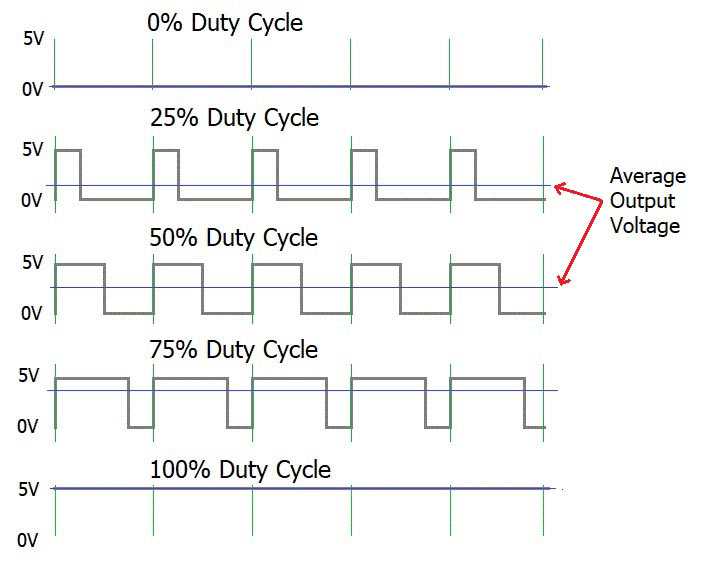 0% Duty Cycle
5V
0V
25% Duty Cycle
5V
0V
Average
Output
Voltage
50% Duty Cycle
5V
0V
75% Duty Cycle
5V
0V
100% Duty Cycle
5V
0V